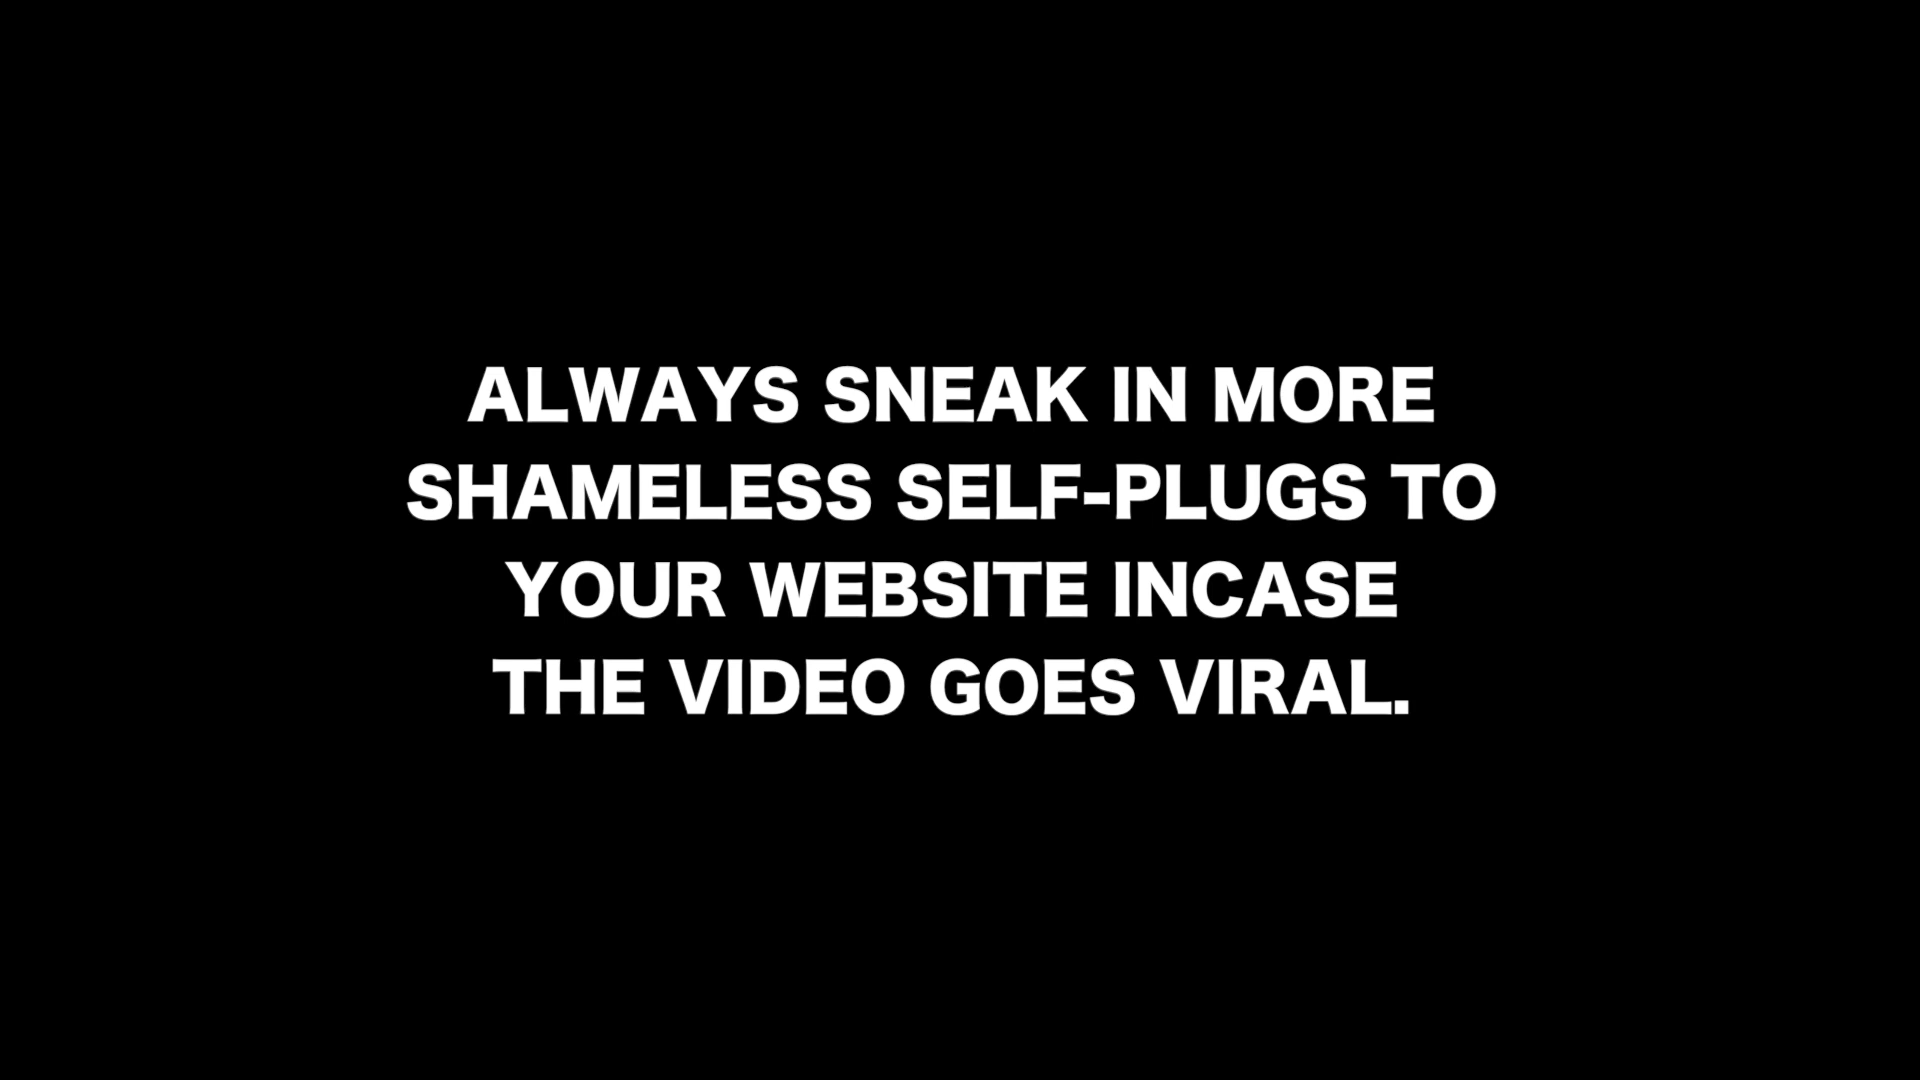 ALWAYS SNEAK IN MORE
SHAMELESS SELF-PLUGS TO
YOUR WEBSITE INCASE
THE VIDEO GOES VIRAL.